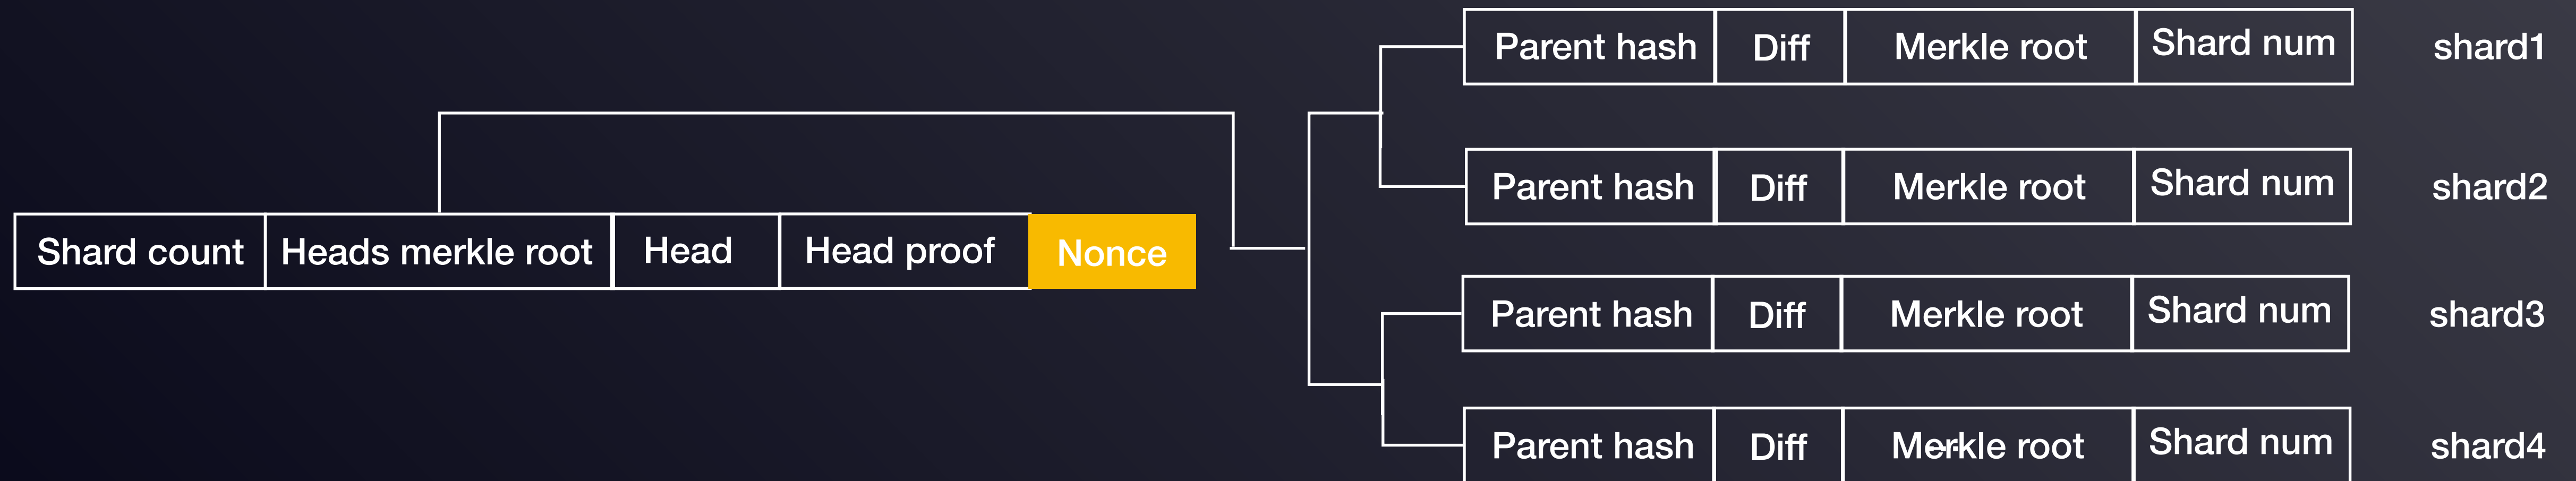 Parent hash Diff Merkle root Shard num shard1
Parent hash Diff Merkle root Shard num shard2
Shard count Heads merkle root Head Head proof Nonce
Parent hash Diff Merkle root Shard num shard3
Parent hash Diff Merkle root Shard num shard4